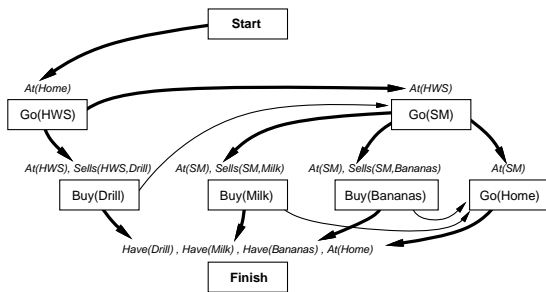 Start
At(Home)
At(HWS)
Go(HWS)
Go(SM)
At(HWS), Sells(HWS,Drill)
At(SM), Sells(SM,Milk)
At(SM), Sells(SM,Bananas)
At(SM)
Buy(Drill)
Buy(Milk)
Buy(Bananas)
Go(Home)
Have(Drill) , Have(Milk) , Have(Bananas) , At(Home)
Finish